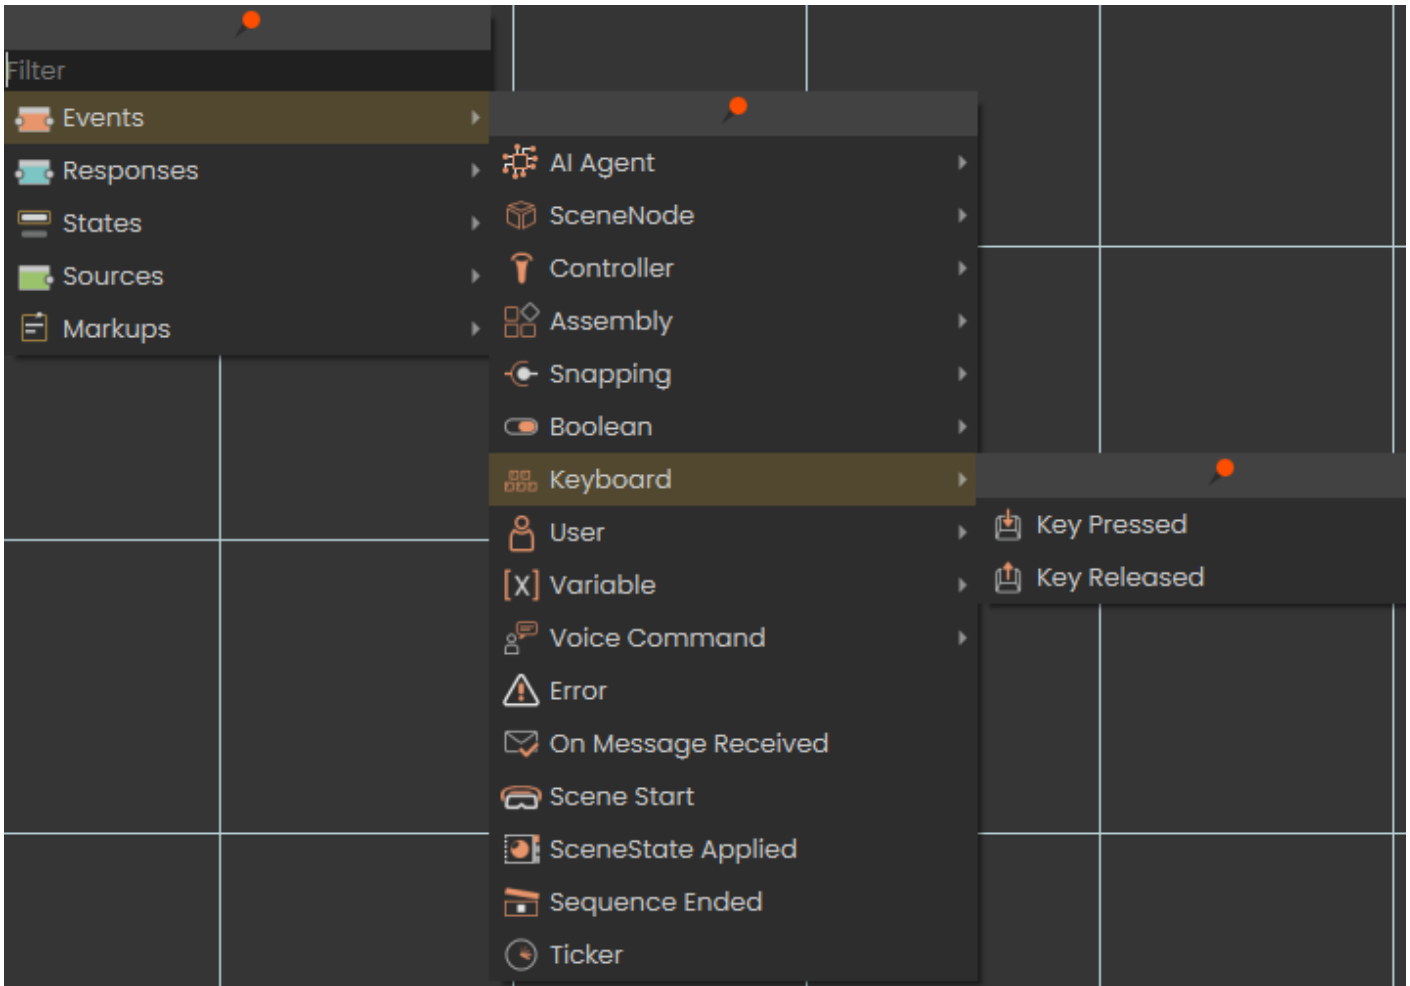 Filter
Events
Responses
States
Sources
Markups
AI Agent
SceneNode
Controller
Assembly
Snapping
Boolean
Keyboard
User
[X] Variable
Voice Command
Error
On Message Received
Scene Start
SceneState Applied
Sequence Ended
Ticker
Key Pressed
Key Released